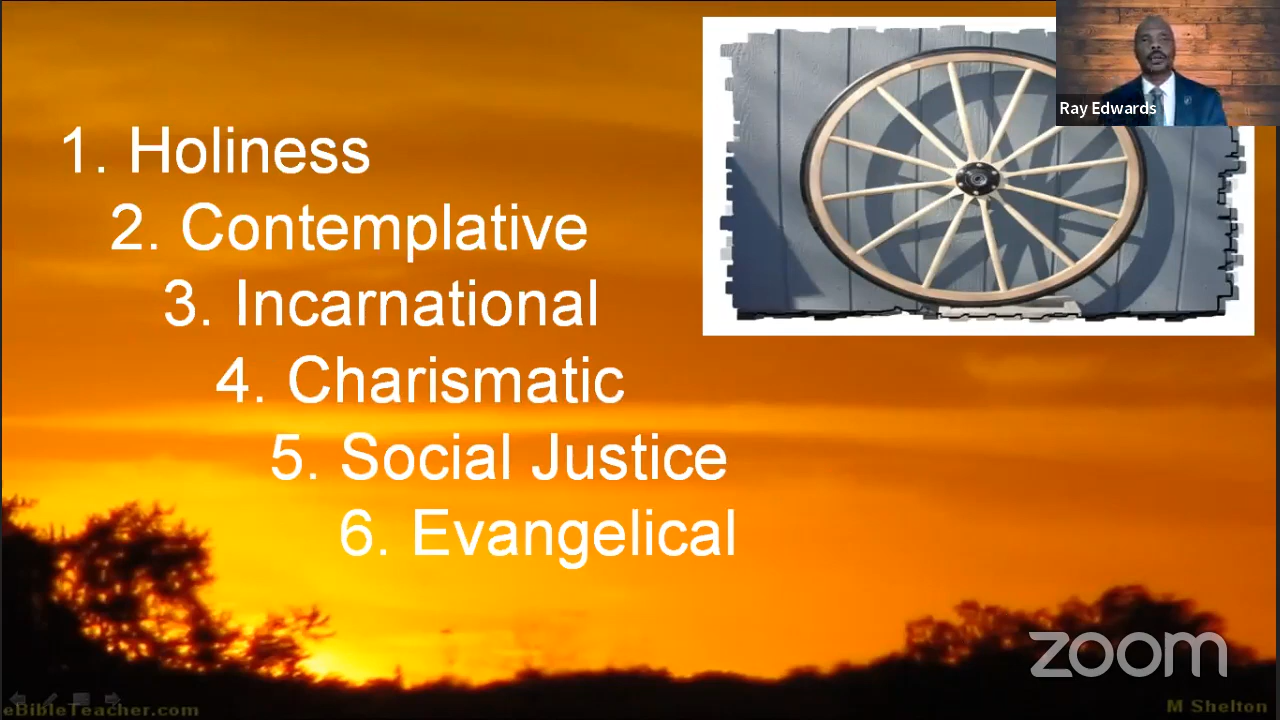 Ray Edwards
1. Holiness
2. Contemplative
3. Incarnational
4. Charismatic
5. Social Justice
6. Evangelical
zoom
eBibleTeacher.com
M Shelton